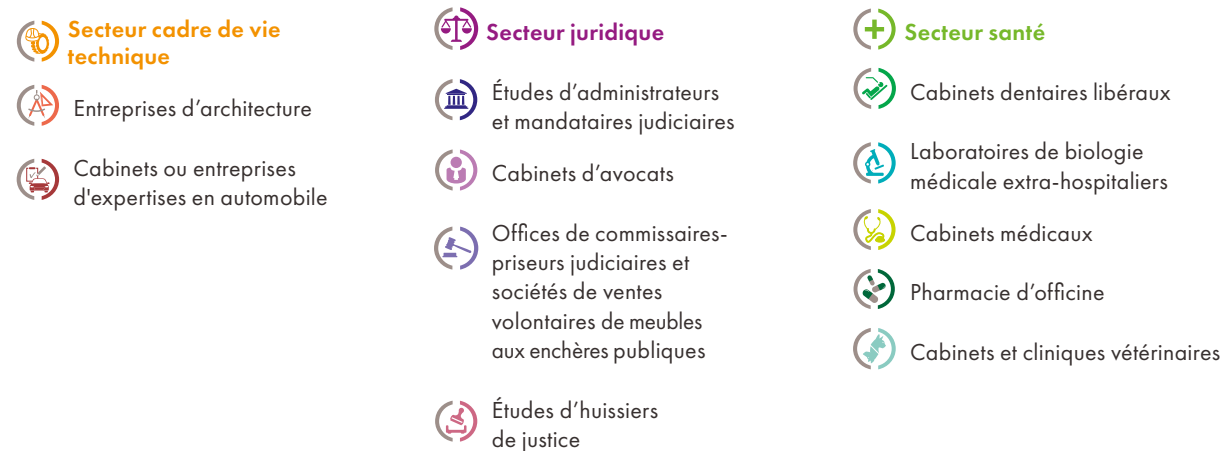 Secteur cadre de vie
technique
Entreprises d'architecture
Cabinets ou entreprises
d'expertises en automobile
Secteur juridique
Études d'administrateurs
et mandataires judiciaires
Cabinets d'avocats
Offices de commissaires-
priseurs judiciaires et
sociétés de ventes
volontaires de meubles
aux enchères publiques
Études d'huissiers
de justice
Secteur santé
Cabinets dentaires libéraux
Laboratoires de biologie
médicale extra-hospitaliers
Cabinets médicaux
Pharmacie d'officine
Cabinets et cliniques vétérinaires